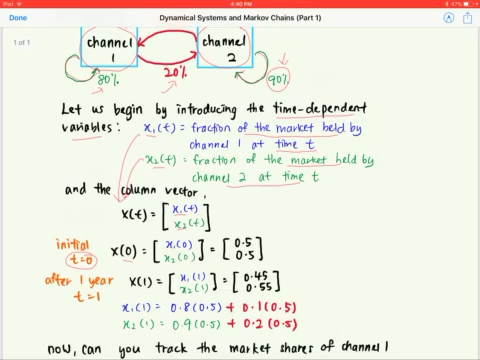 iPad
4:40 PM
47%
Done
Dynamical Systems and Markov Chains (Part 1)
1 of 1
channel
1
channel
2
80%
20%
90%
Let us begin by introducing the time-dependent
variables: x₁(t) = fraction of the market held by
channel 1 at time t
x₂(t) = fraction of the market held by
channel 2 at time t
and the column vector,
X(t) = [x₁(t) x₂(t)]
initial
t=0
X(0) = [x₁(0) x₂(0)] = [0.5 0.5]
after 1 year
t=1
X(1) = [x₁(1) x₂(1)] = [0.45 0.55]
x₁(1) = 0.8(0.5) + 0.1(0.5)
x₂(1) = 0.9(0.5) + 0.2(0.5)
now, can you track the market shares of channel 1